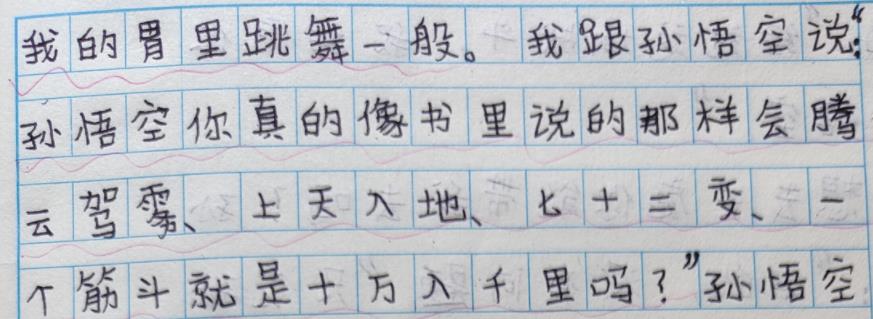 我的胃里跳舞一般。我跟孙悟空说：“
孙悟空你真的像书里说的那样会腾
云驾雾、上天入地、七十二变、一
个筋斗就是十万入千里吗？”孙悟空